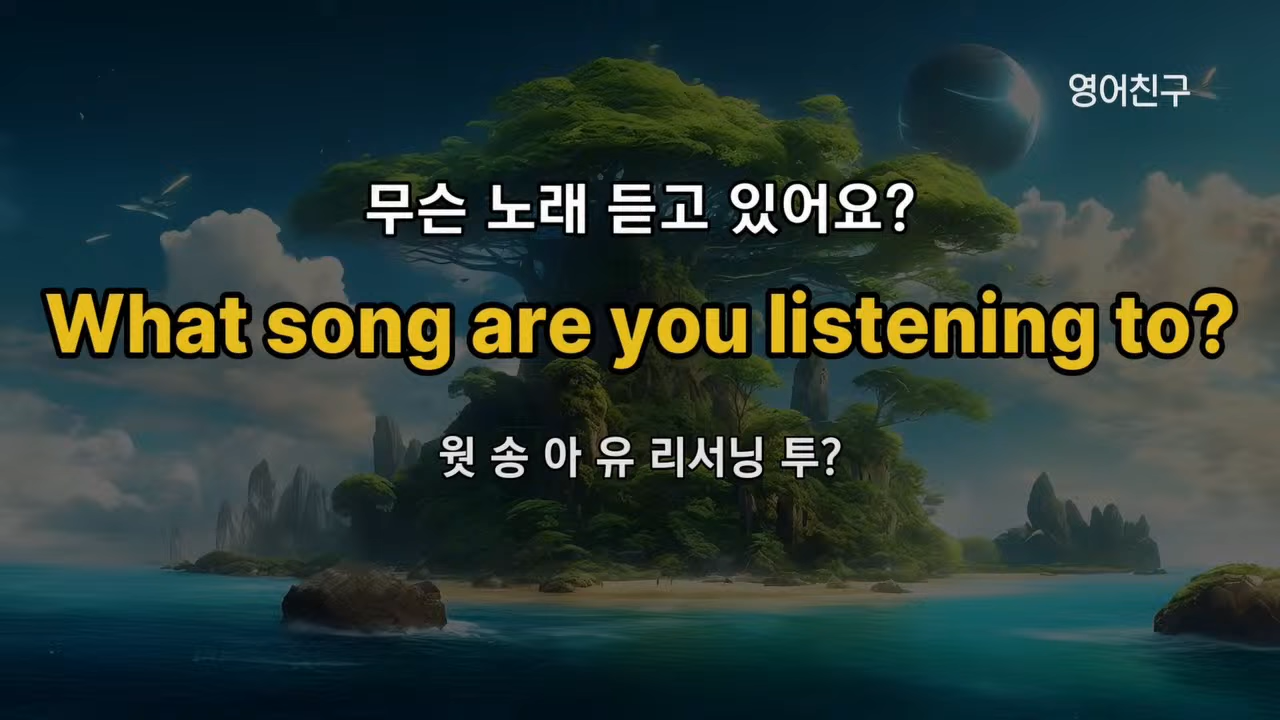 영어친구
무슨 노래 듣고 있어요?
What song are you listening to?
웟 송 아 유 리서닝 투?